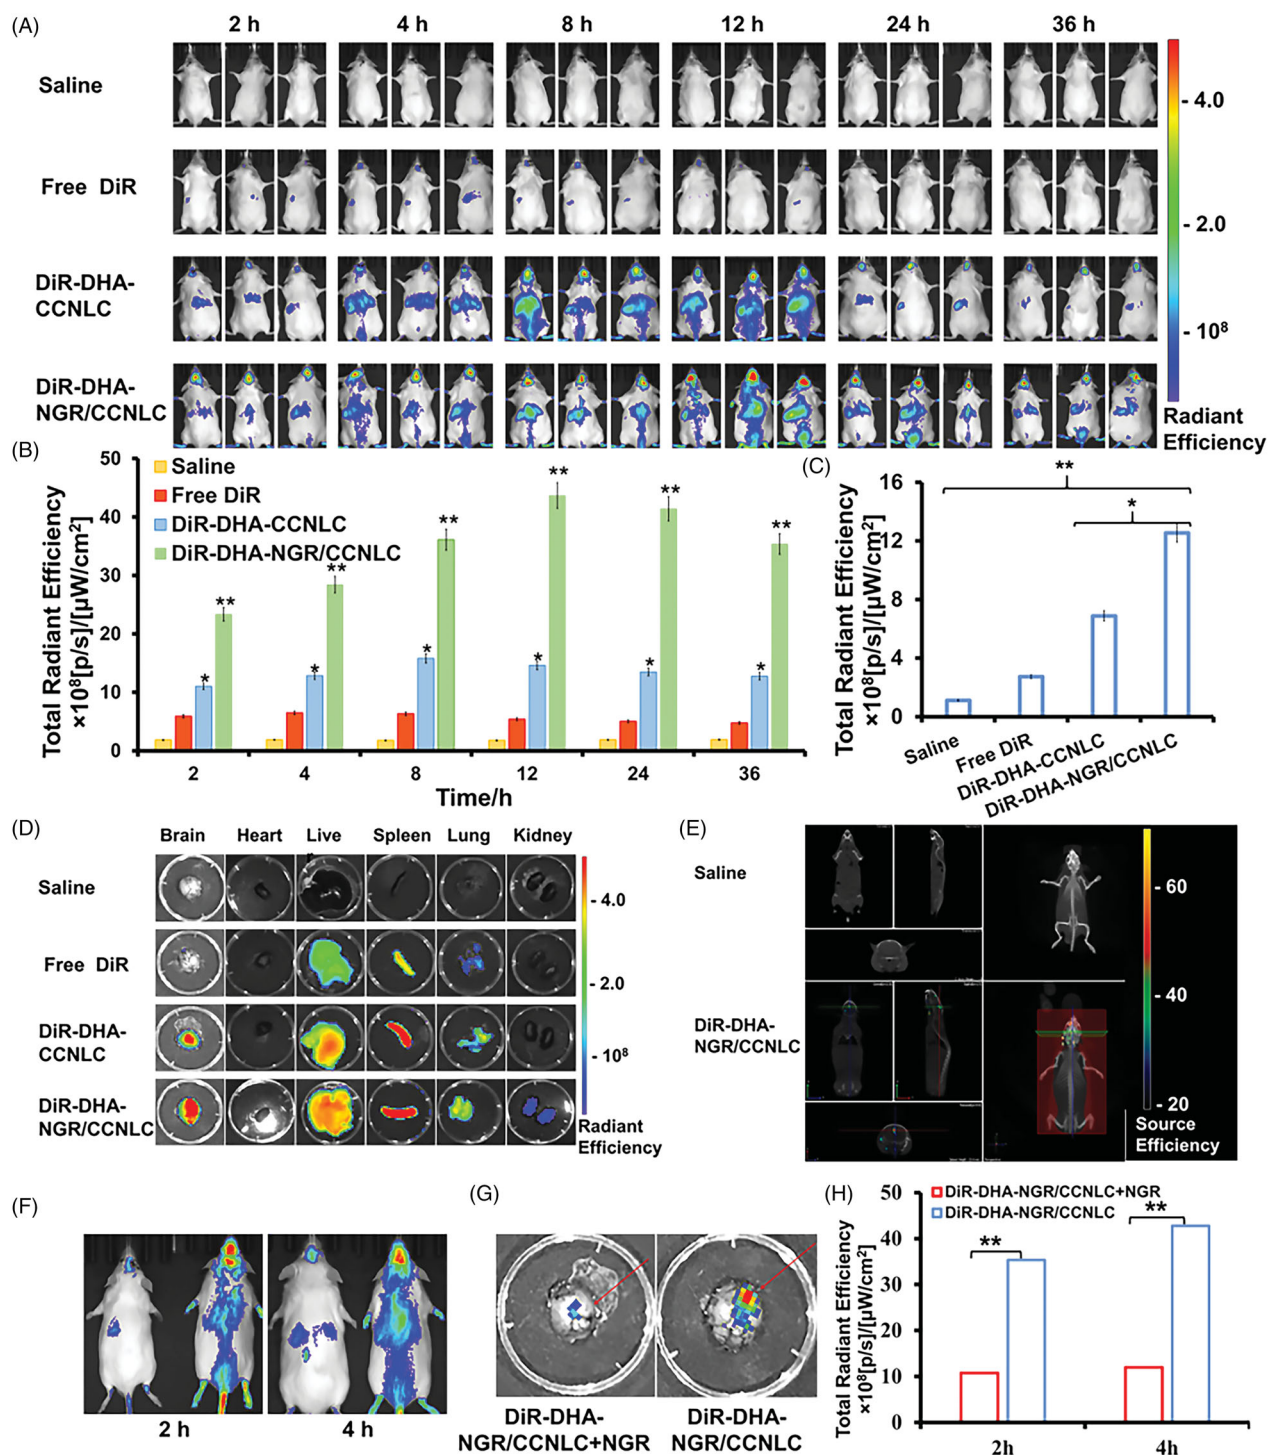 (A)
2 h 4 h 8 h 12 h 24 h 36 h
Saline
Free DiR
DiR-DHA-
CCNLC
DiR-DHA-
NGR/CCNLC
- 4.0
- 2.0
- 10⁸
Radiant
Efficiency
(B)
Total Radiant Efficiency
×10⁸[p/s]/[µW/cm²]
50
40
30
20
10
0
Saline
Free DiR
DiR-DHA-CCNLC
DiR-DHA-NGR/CCNLC
** ** ** ** ** **
* * * * * *
2 4 8 12 24 36
Time/h
(C)
Total Radiant Efficiency
×10⁸[p/s]/[µW/cm²]
16
12
8
4
0
**
*
Saline
Free DiR
DiR-DHA-CCNLC
DiR-DHA-NGR/CCNLC
(D)
Brain Heart Live Spleen Lung Kidney
r
Saline
Free DiR
DiR-DHA-
CCNLC
DiR-DHA-
NGR/CCNLC
- 4.0
- 2.0
- 10⁸
Radiant
Efficiency
(E)
Saline
DiR-DHA-
NGR/CCNLC
- 60
- 40
- 20
Source
Efficiency
(F)
2 h 4 h
(G)
DiR-DHA-
NGR/CCNLC+NGR
DiR-DHA-
NGR/CCNLC
(H)
Total Radiant Efficiency
×10⁸[p/s]/[µW/cm²]
50
40
30
20
10
0
DiR-DHA-NGR/CCNLC+NGR
DiR-DHA-NGR/CCNLC
** **
2h 4h